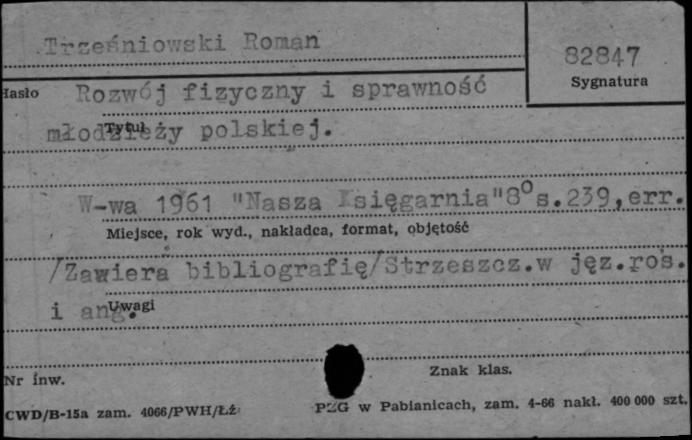 Trześniowski Roman
82847
Sygnatura
Hasło Rozwój fizyczny i sprawność
młodzieży polskiej.
Tytuł
W-wa 1961 "Nasza Księgarnia" 8° s.239, err.
Miejsce, rok wyd., nakładca, format, objętość
/Zawiera bibliografię/Strzeszcz.w jęz.ros.
i ang.
Uwagi
Nr inw.
Znak klas.
CWD/B-15a zam. 4066/PWH/Łź
PZG w Pabianicach, zam. 4-66 nakł. 400 000 szt.